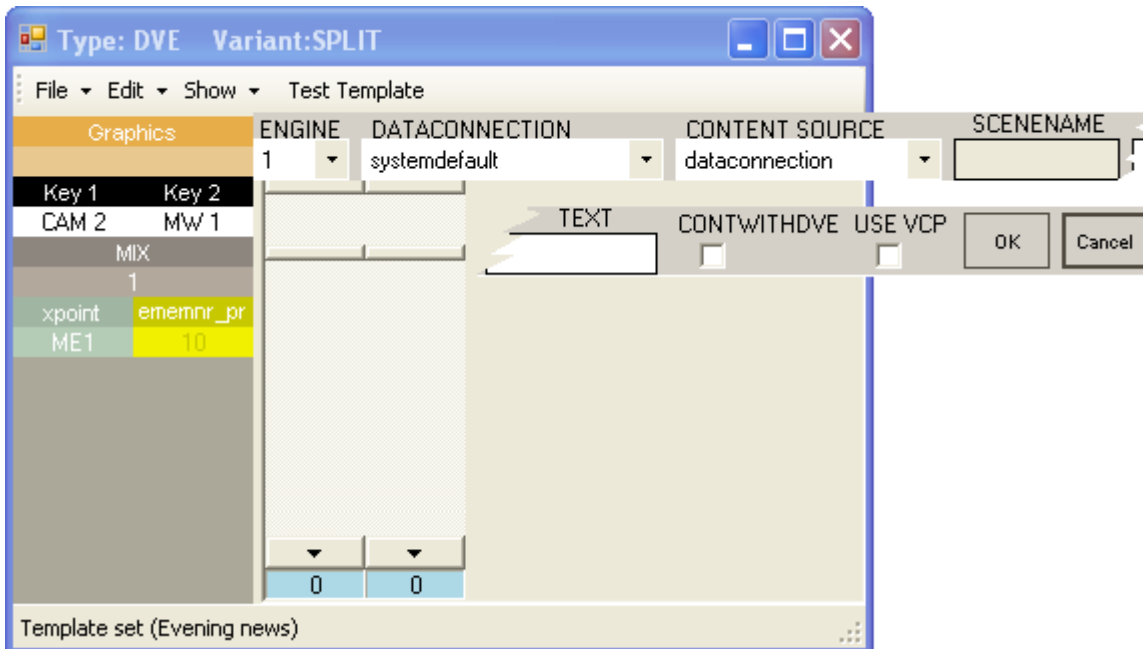 Type: DVE Variant:SPLIT
File Edit Show Test Template
Graphics
ENGINE DATACONNECTION CONTENT SOURCE SCENENAME
1 systemdefault dataconnection
Key 1 Key 2
CAM 2 MW 1
TEXT CONTWITHDVE USE VCP OK Cancel
MIX
1
xpoint ememnr_pr
ME1 10
0 0
Template set (Evening news)